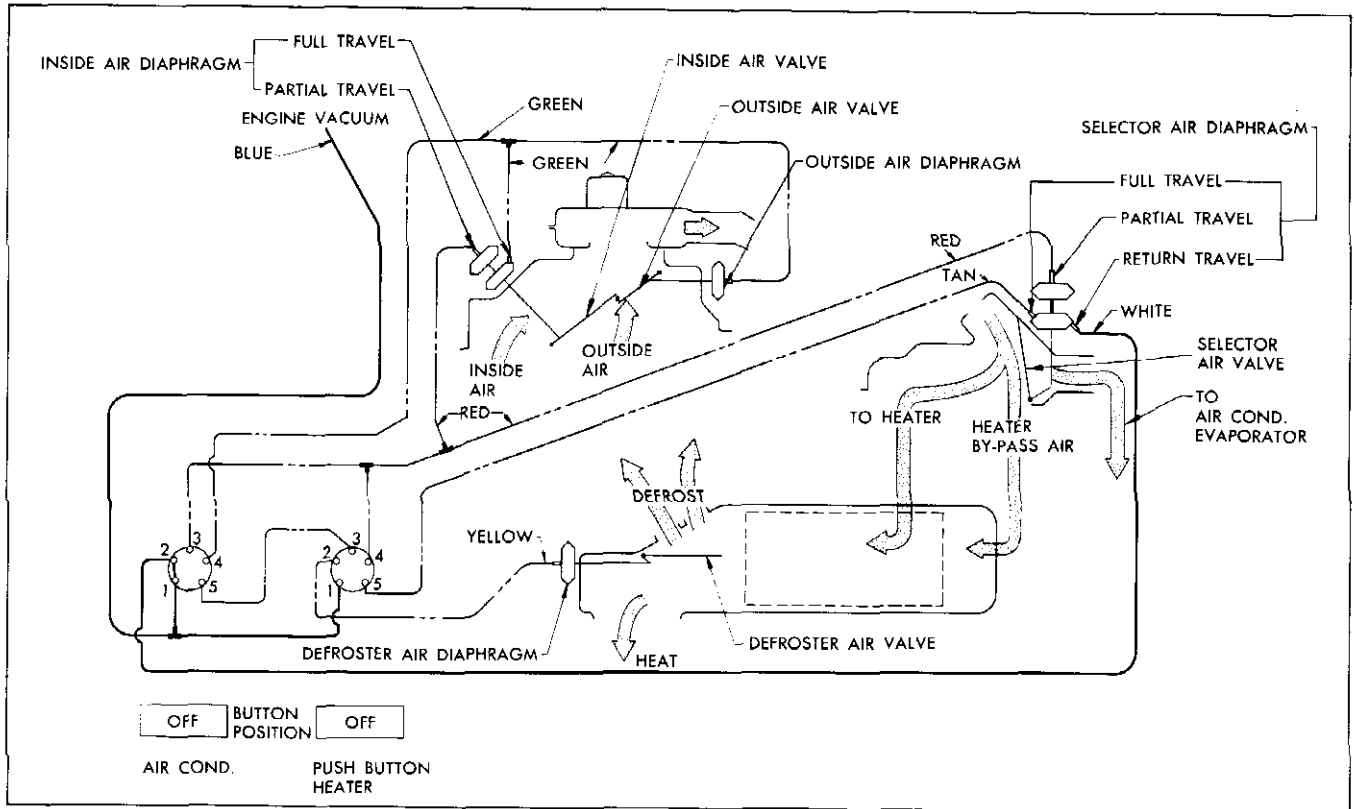 FULL TRAVEL
INSIDE AIR DIAPHRAGM
PARTIAL TRAVEL
ENGINE VACUUM
BLUE
GREEN
GREEN
INSIDE AIR VALVE
OUTSIDE AIR VALVE
OUTSIDE AIR DIAPHRAGM
SELECTOR AIR DIAPHRAGM
FULL TRAVEL
PARTIAL TRAVEL
RETURN TRAVEL
RED
TAN
WHITE
SELECTOR
AIR VALVE
INSIDE
AIR
OUTSIDE
AIR
TO HEATER
HEATER
BY-PASS AIR
TO
AIR COND.
EVAPORATOR
RED
DEFROST
YELLOW
2 3 4
1 5
2 3 4
1 5
DEFROSTER AIR DIAPHRAGM
HEAT
DEFROSTER AIR VALVE
OFF
BUTTON
POSITION
OFF
AIR COND.
PUSH BUTTON
HEATER